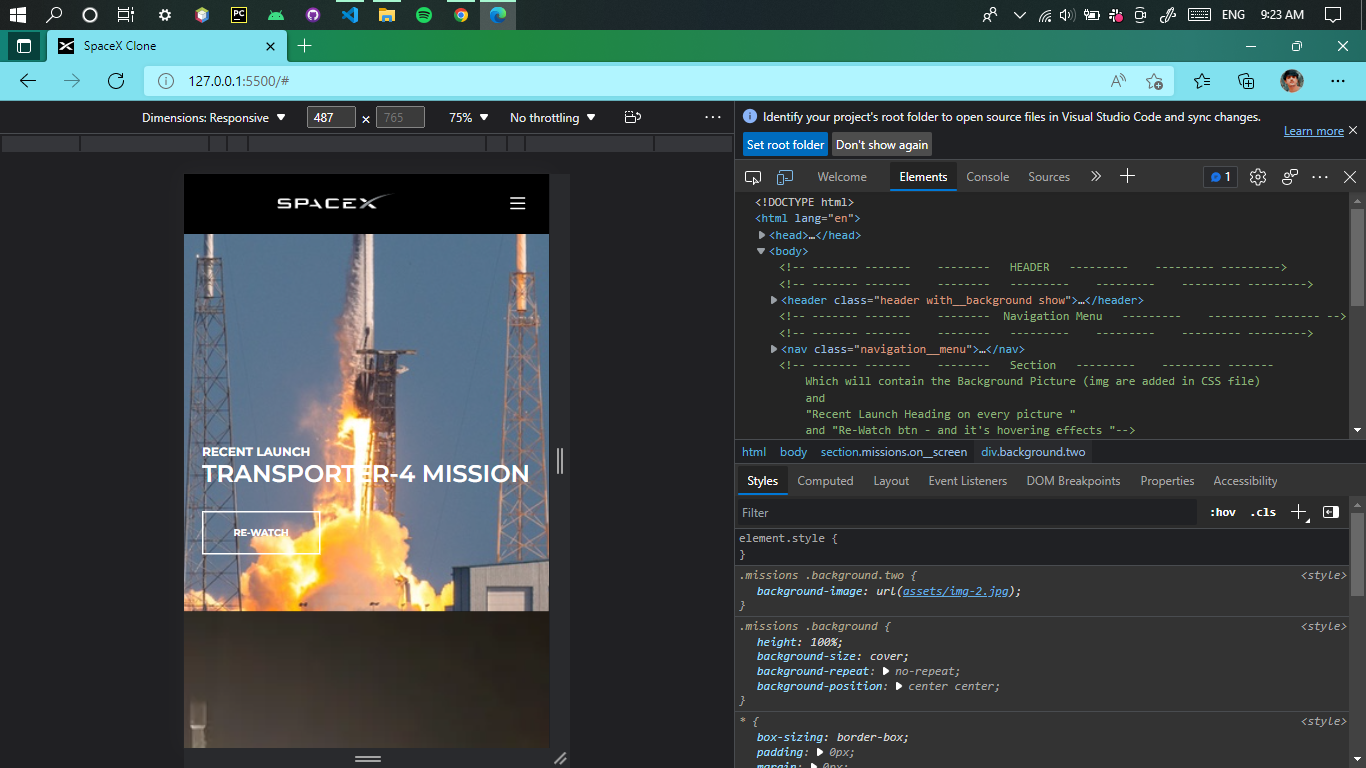 PC
ENG
9:23 AM
SpaceX Clone
127.0.0.1:5500/#
Dimensions: Responsive
487
x
765
75%
No throttling
Identify your project's root folder to open source files in Visual Studio Code and sync changes.
Learn more
Set root folder
Don't show again
Welcome
Elements
Console
Sources
1
SPACEX
RECENT LAUNCH
TRANSPORTER-4 MISSION
RE-WATCH
<!DOCTYPE html>
<html lang="en">
<head>…</head>
<body>
<!-- ------- ------- -------- HEADER --------- --------- --------->
<!-- ------- ------- -------- --------- --------- -------- --------->
<header class="header with__background show">…</header>
<!-- ------- ------- -------- Navigation Menu --------- --------- ------- -->
<!-- ------- ------- -------- --------- --------- -------- --------->
<nav class="navigation__menu">…</nav>
<!-- ------- ------- -------- Section --------- --------- -------
Which will contain the Background Picture (img are added in CSS file)
and
"Recent Launch Heading on every picture "
and "Re-Watch btn - and it's hovering effects "-->
html body section.missions.on__screen div.background.two
Styles
Computed
Layout
Event Listeners
DOM Breakpoints
Properties
Accessibility
Filter
:hov
.cls
element.style {
}
.missions .background.two { <style>
background-image: url(assets/img-2.jpg);
}
.missions .background { <style>
height: 100%;
background-size: cover;
background-repeat: no-repeat;
background-position: center center;
}
* { <style>
box-sizing: border-box;
padding: 0px;
margin: 0px;